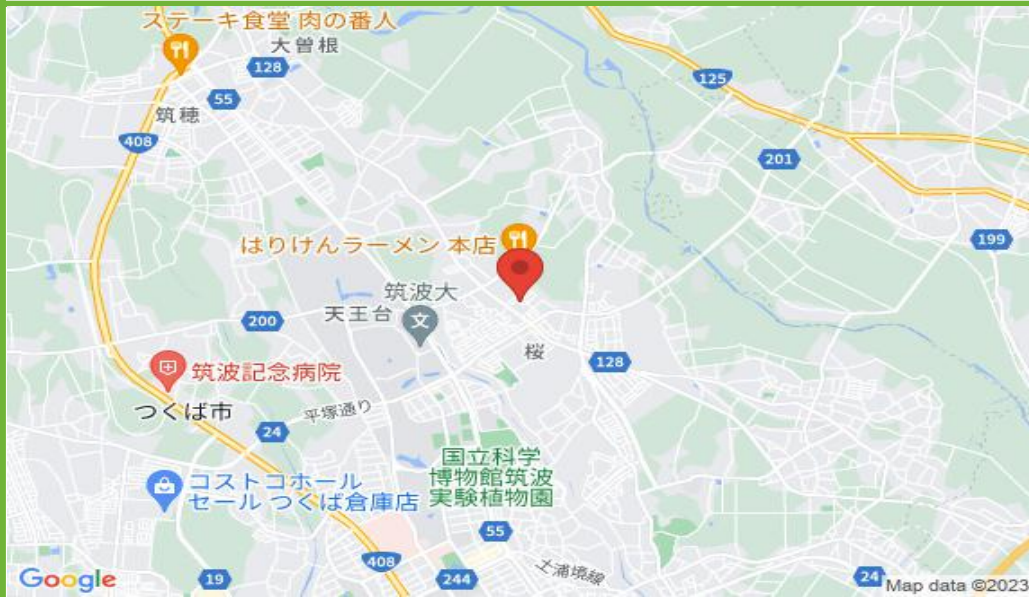 ステーキ食堂 肉の番人
大曽根
128
125
55
筑穂
408
201
はりけんラーメン 本店
199
筑波大
天王台
文
200
桜
128
筑波記念病院
つくば市
平塚通り
24
国立科学
博物館筑波
実験植物園
コストコホール
セール つくば倉庫店
55
408
土浦境線
Google
19
244
24
Map data ©2023